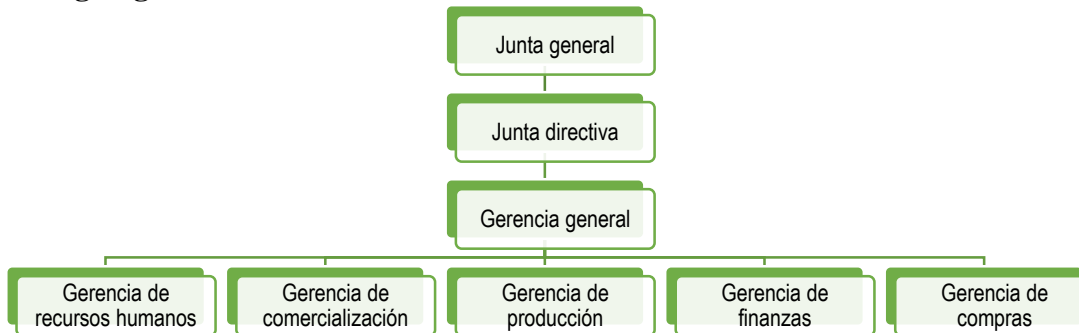 Junta general
Junta directiva
Gerencia general
Gerencia de
recursos humanos
Gerencia de
comercialización
Gerencia de
producción
Gerencia de
finanzas
Gerencia de
compras